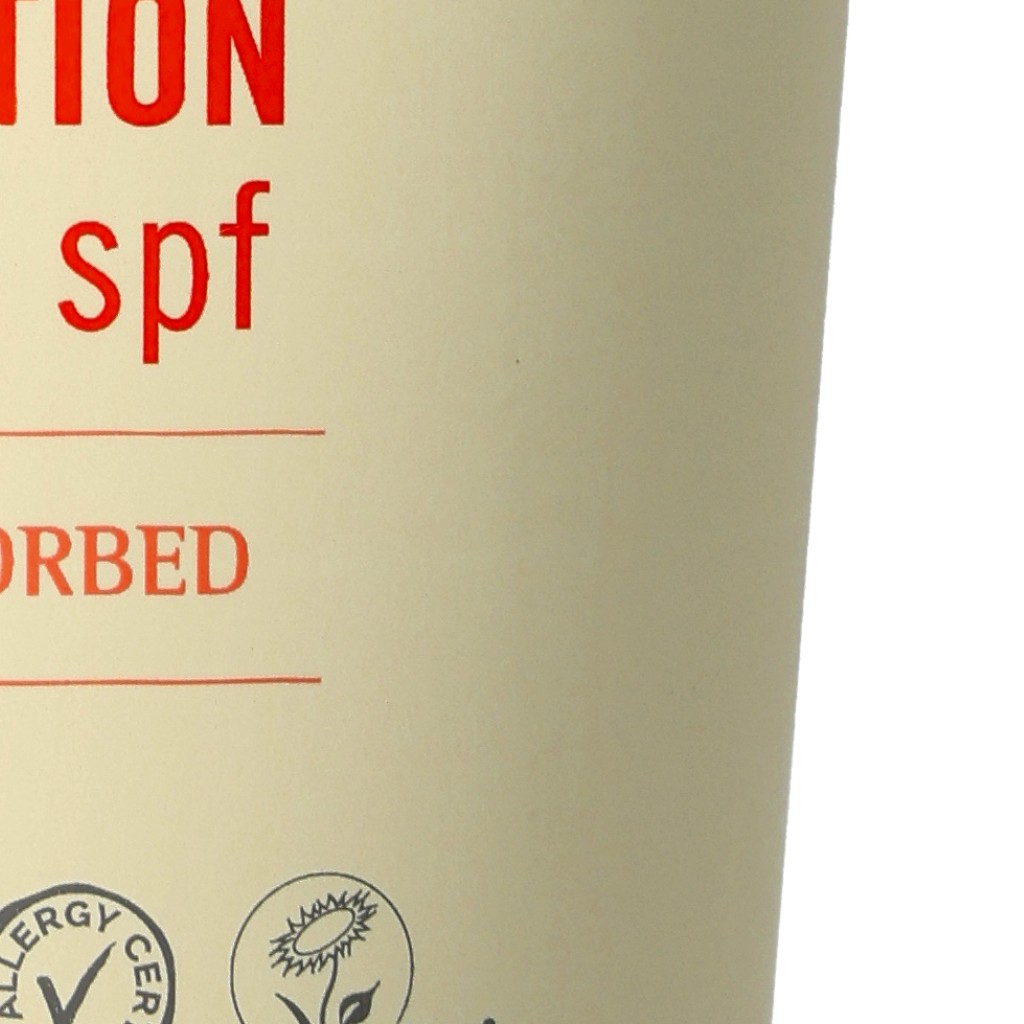 TION
spf
ORBED
ALLERGY CER